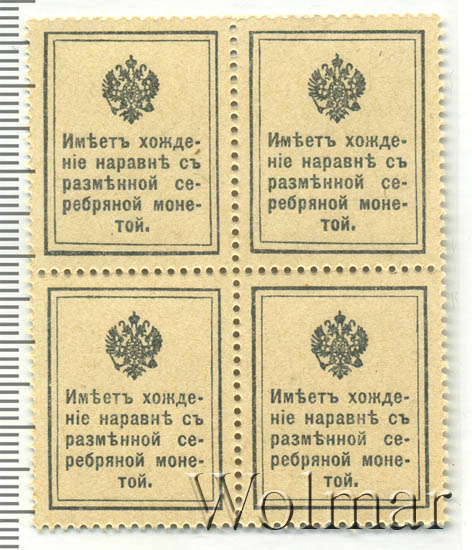 Имѣетъ хожде-
ніе наравнѣ съ
размѣнной се-
ребряной моне-
той.
Имѣетъ хожде-
ніе наравнѣ съ
размѣнной се-
ребряной моне-
той.
Имѣетъ хожде-
ніе наравнѣ съ
размѣнной се-
ребряной моне-
той.
Имѣетъ хожде-
ніе наравнѣ съ
размѣнной се-
ребряной моне-
той.
Wolmar